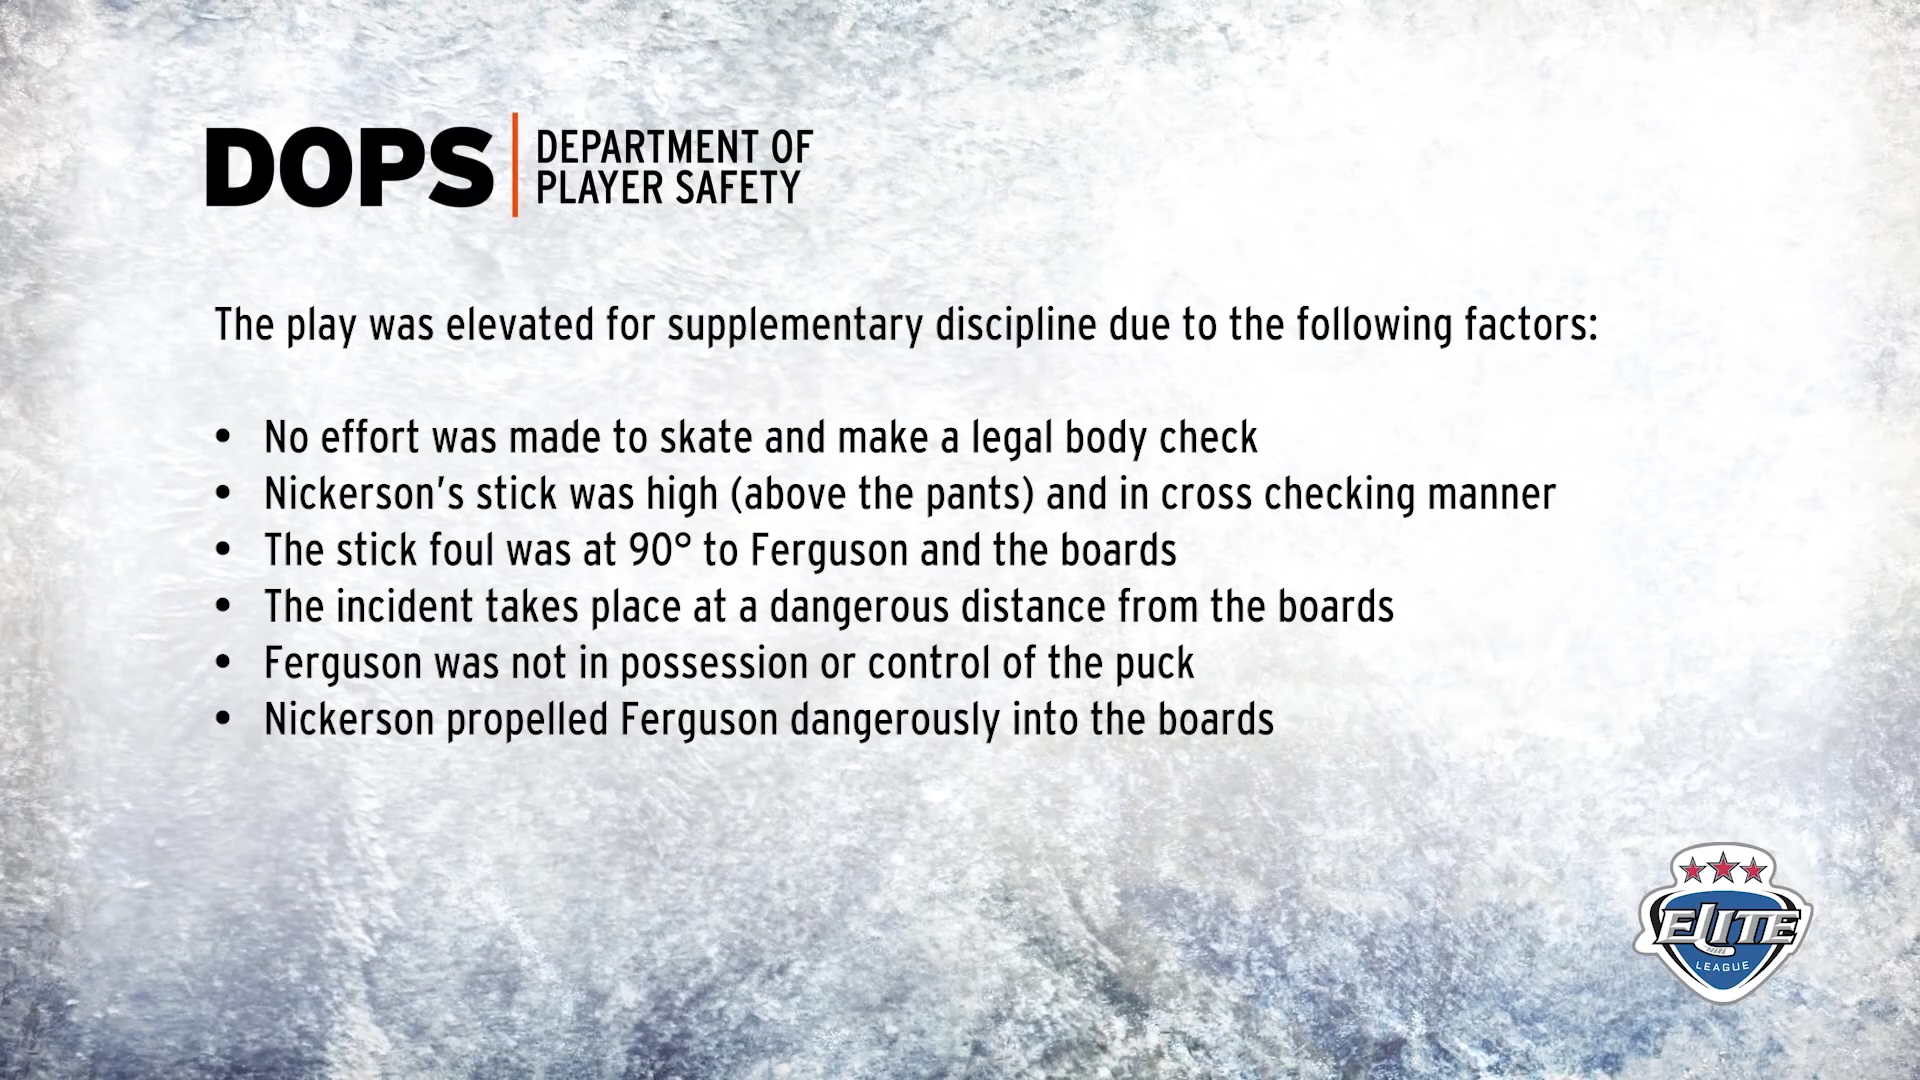 DOPS
DEPARTMENT OF
PLAYER SAFETY
The play was elevated for supplementary discipline due to the following factors:
• No effort was made to skate and make a legal body check
• Nickerson’s stick was high (above the pants) and in cross checking manner
• The stick foul was at 90° to Ferguson and the boards
• The incident takes place at a dangerous distance from the boards
• Ferguson was not in possession or control of the puck
• Nickerson propelled Ferguson dangerously into the boards
ELITE
LEAGUE